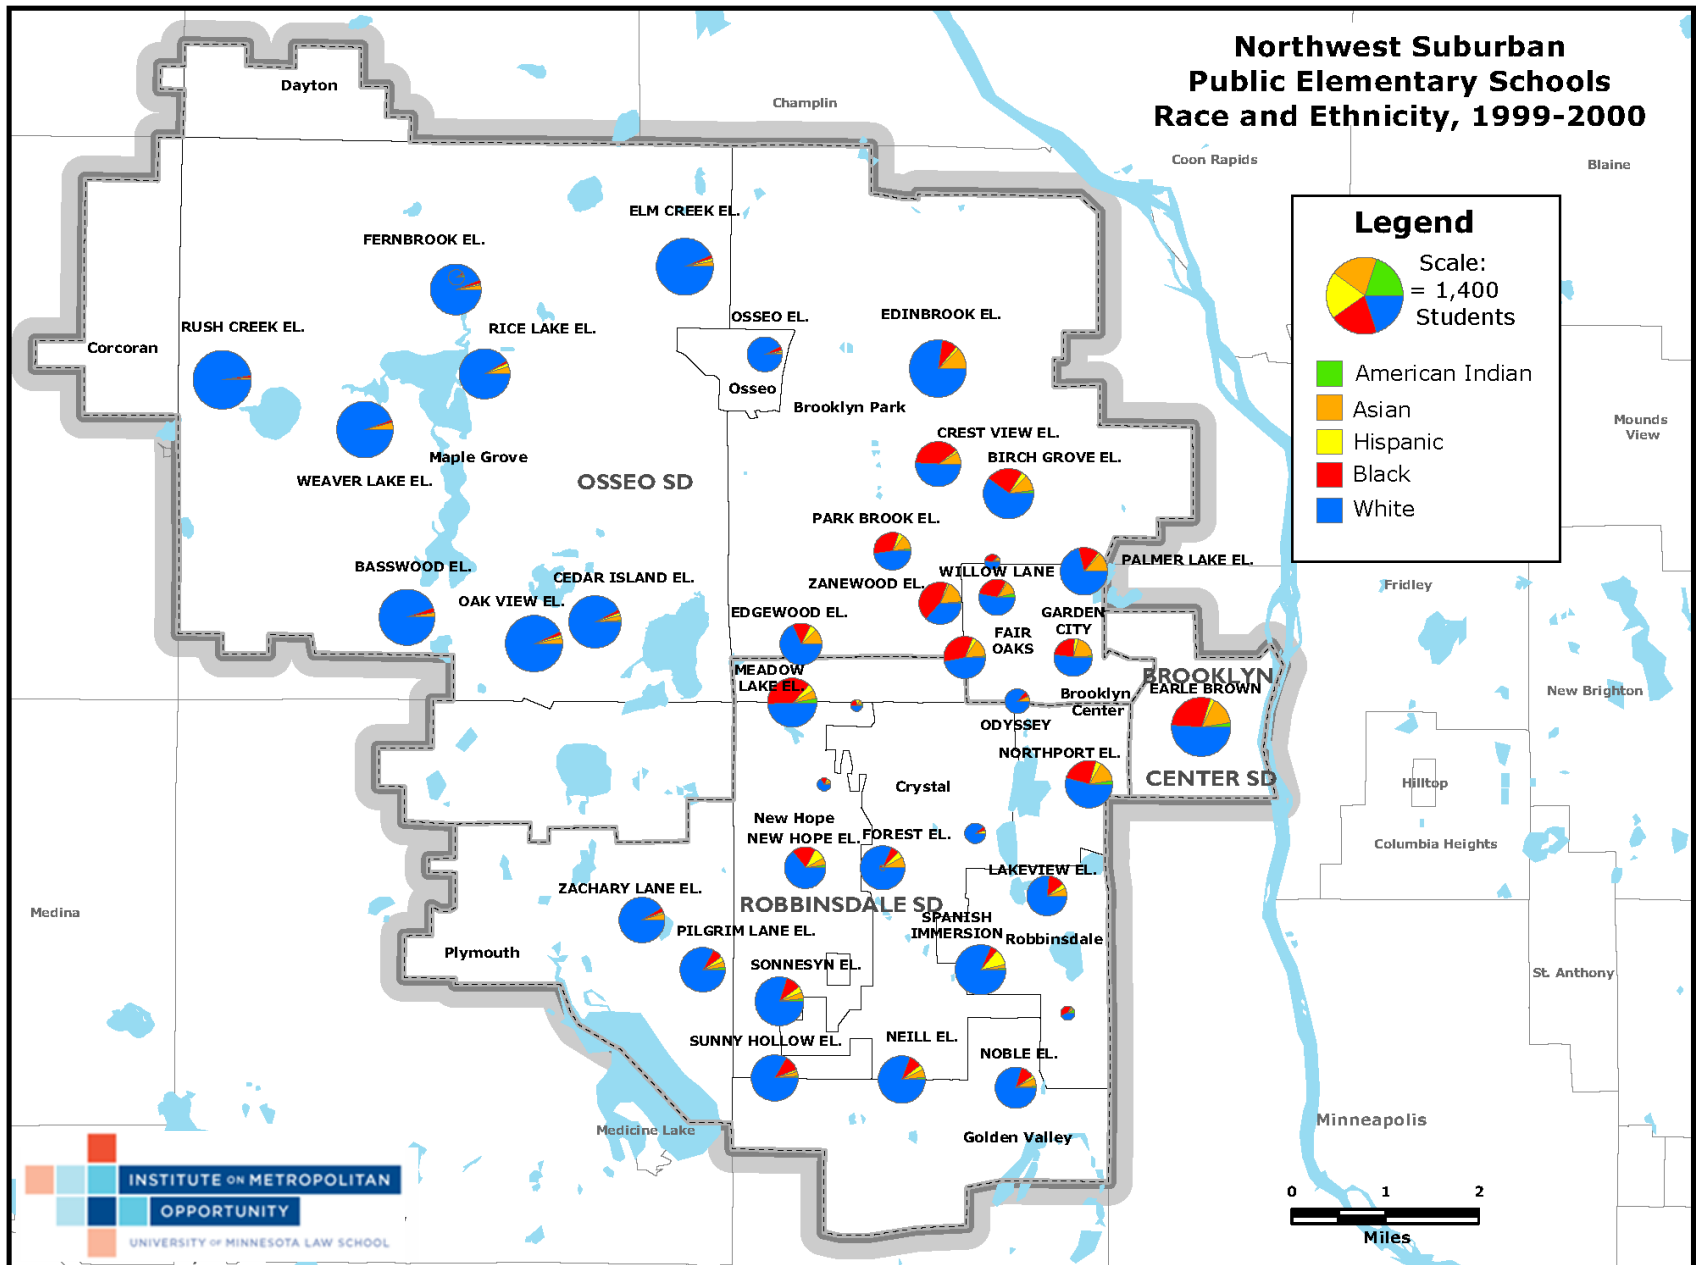 Northwest Suburban
Public Elementary Schools
Race and Ethnicity, 1999-2000
Dayton
Champlin
Coon Rapids
Blaine
Legend
Scale:
= 1,400
Students
American Indian
Asian
Hispanic
Black
White
ELM CREEK EL.
FERNBROOK EL.
RUSH CREEK EL.
RICE LAKE EL.
OSSEO EL.
EDINBROOK EL.
Corcoran
Osseo
Brooklyn Park
Mounds
View
CREST VIEW EL.
BIRCH GROVE EL.
Maple Grove
WEAVER LAKE EL.
OSSEO SD
PARK BROOK EL.
PALMER LAKE EL.
BASSWOOD EL.
CEDAR ISLAND EL.
ZANEWOOD EL.
WILLOW LANE
Fridley
OAK VIEW EL.
EDGEWOOD EL.
GARDEN
CITY
FAIR
OAKS
MEADOW
LAKE EL.
BROOKLYN
EARLE BROWN
New Brighton
Brooklyn
Center
ODYSSEY
NORTHPORT EL.
CENTER SD
Crystal
Hilltop
New Hope
NEW HOPE EL.
FOREST EL.
Columbia Heights
LAKEVIEW EL.
ZACHARY LANE EL.
ROBBINSDALE SD
Medina
SPANISH
IMMERSION
PILGRIM LANE EL.
Robbinsdale
Plymouth
SONNESYN EL.
St. Anthony
SUNNY HOLLOW EL.
NEILL EL.
NOBLE EL.
Medicine Lake
Golden Valley
Minneapolis
INSTITUTE ON METROPOLITAN
OPPORTUNITY
UNIVERSITY OF MINNESOTA LAW SCHOOL
0 1 2
Miles